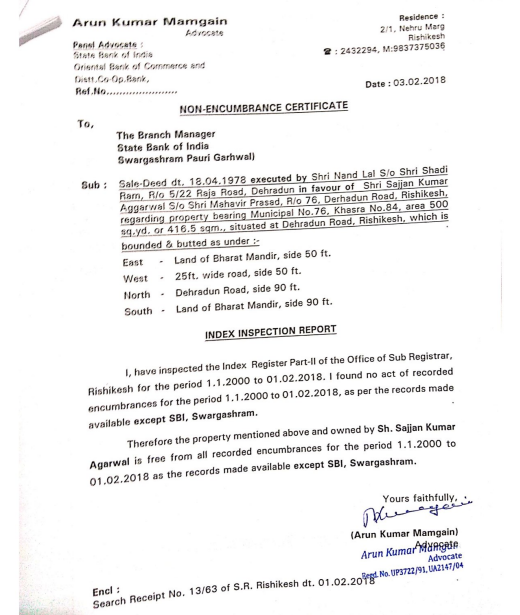 Arun Kumar Mamgain
Advocate
Residence :
2/1, Nehru Marg
Rishikesh
☎ : 2432294, M:9837375036
Panel Advocate :
State Bank of India
Oriental Bank of Commerce and
Distt.Co-Op.Bank,
Ref.No......................
Date : 03.02.2018
NON-ENCUMBRANCE CERTIFICATE
To,
The Branch Manager
State Bank of India
Swargashram Pauri Garhwal)
Sub : Sale-Deed dt. 18.04.1978 executed by Shri Nand Lal S/o Shri Shadi
Ram, R/o 5/22 Raja Road, Dehradun in favour of Shri Sajjan Kumar
Aggarwal S/o Shri Mahavir Prasad, R/o 76, Derhadun Road, Rishikesh,
regarding property bearing Municipal No.76, Khasra No.84, area 500
sq.yd. or 416.5 sqm., situated at Dehradun Road, Rishikesh, which is
bounded & butted as under :-
East - Land of Bharat Mandir, side 50 ft.
West - 25ft. wide road, side 50 ft.
North - Dehradun Road, side 90 ft.
South - Land of Bharat Mandir, side 90 ft.
INDEX INSPECTION REPORT
I, have inspected the Index Register Part-II of the Office of Sub Registrar,
Rishikesh for the period 1.1.2000 to 01.02.2018. I found no act of recorded
encumbrances for the period 1.1.2000 to 01.02.2018, as per the records made
available except SBI, Swargashram.
Therefore the property mentioned above and owned by Sh. Sajjan Kumar
Agarwal is free from all recorded encumbrances for the period 1.1.2000 to
01.02.2018 as the records made available except SBI, Swargashram.
Yours faithfully,
(Arun Kumar Mamgain)
Advocate
Arun Kumar Mamgain
Advocate
Regd. No. UP3722/93, UA2147/04
Encl :
Search Receipt No. 13/63 of S.R. Rishikesh dt. 01.02.2018